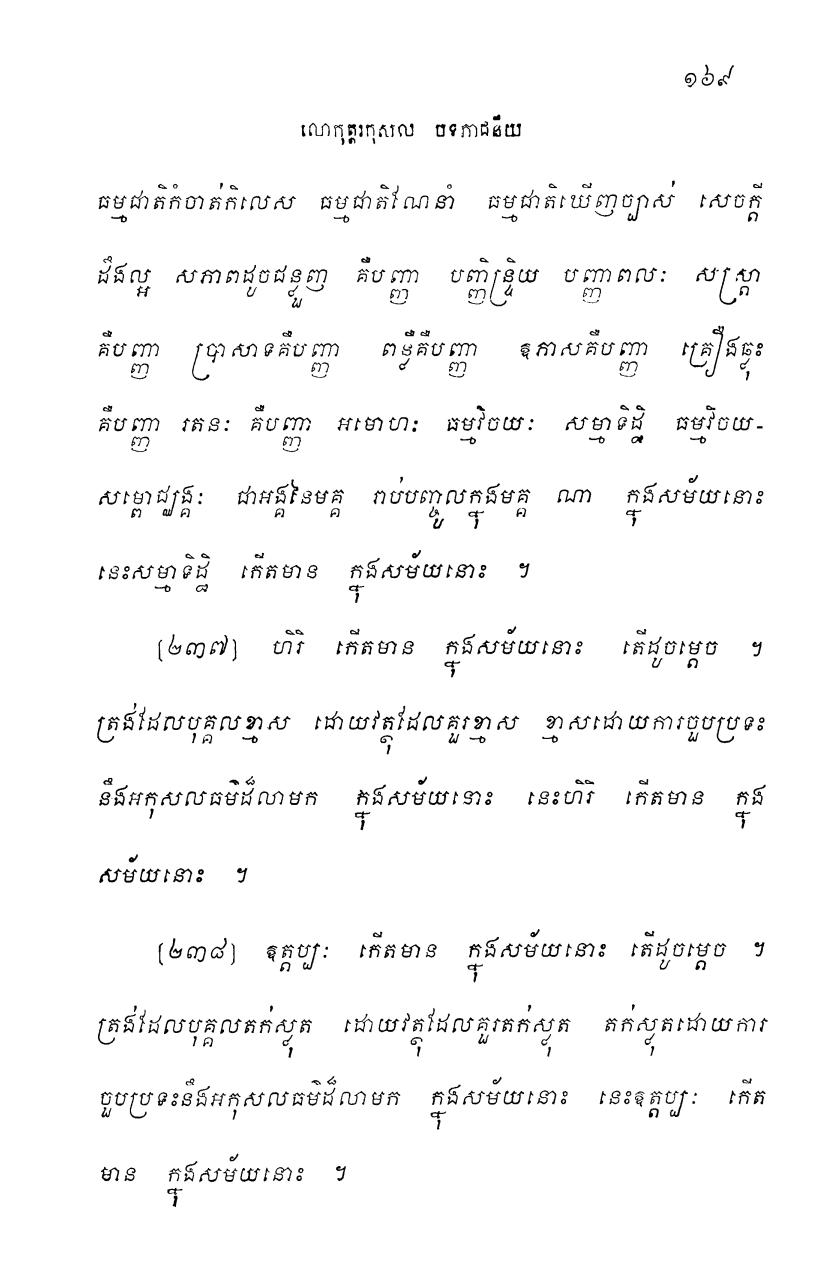 ១៦៩
លោកុត្តរកុសល បទភាជនីយ
ធម្មជាតិកំចាត់កិលេស ធម្មជាតិណែនាំ ធម្មជាតិឃើញច្បាស់ សេចក្តី
ដឹងល្អ សភាពដូចជន្លួញ គឺបញ្ញា បញ្ញិន្ទ្រិយ បញ្ញាពលៈ សស្ត្រា
គឺបញ្ញា ប្រាសាទគឺបញ្ញា ពន្លឺគឺបញ្ញា ឧភាសគឺបញ្ញា គ្រឿងធ្លុះ
គឺបញ្ញា រតនៈ គឺបញ្ញា អមោហៈ ធម្មវិចយៈ សម្មាទិដ្ឋិ ធម្មវិចយ-
សម្ពោជ្ឈង្គៈ ជាអង្គនៃមគ្គ រាប់បញ្ចូលក្នុងមគ្គ ណា ក្នុងសម័យនោះ
នេះសម្មាទិដ្ឋិ កើតមាន ក្នុងសម័យនោះ ។
[២៣៧] ហិរិ កើតមាន ក្នុងសម័យនោះ តើដូចម្តេច ។
ត្រង់ដែលបុគ្គលខ្មាស ដោយវត្ថុដែលគួរខ្មាស ខ្មាសដោយការចួបប្រទះ
នឹងអកុសលធម៌ដ៏លាមក ក្នុងសម័យនោះ នេះហិរិ កើតមាន ក្នុង
សម័យនោះ ។
[២៣៨] ឧត្តប្បៈ កើតមាន ក្នុងសម័យនោះ តើដូចម្តេច ។
ត្រង់ដែលបុគ្គលតក់ស្លុត ដោយវត្ថុដែលគួរតក់ស្លុត តក់ស្លុតដោយការ
ចួបប្រទះនឹងអកុសលធម៌ដ៏លាមក ក្នុងសម័យនោះ នេះឧត្តប្បៈ កើត
មាន ក្នុងសម័យនោះ ។